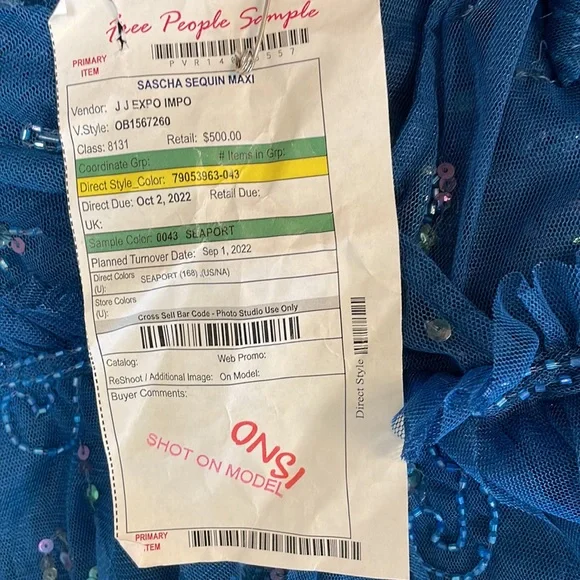 Free People Sample
PRIMARY
ITEM
SASCHA SEQUIN MAXI
Vendor: J J EXPO IMPO
V.Style: OB1567260
Class: 8131 Retail: $500.00
Coordinate Grp: # Items in Grp:
Direct Style_Color: 79053963-043
Direct Due: Oct 2, 2022 Retail Due:
UK:
Sample Color: 0043 SEAPORT
Planned Turnover Date: Sep 1, 2022
Direct Colors
(U): SEAPORT (168) ,(US/NA)
Store Colors
(U):
Cross Sell Bar Code - Photo Studio Use Only
Catalog: Web Promo:
ReShoot / Additional Image: On Model:
Buyer Comments:
Direct Style
ONSI
SHOT ON MODEL
PRIMARY
ITEM